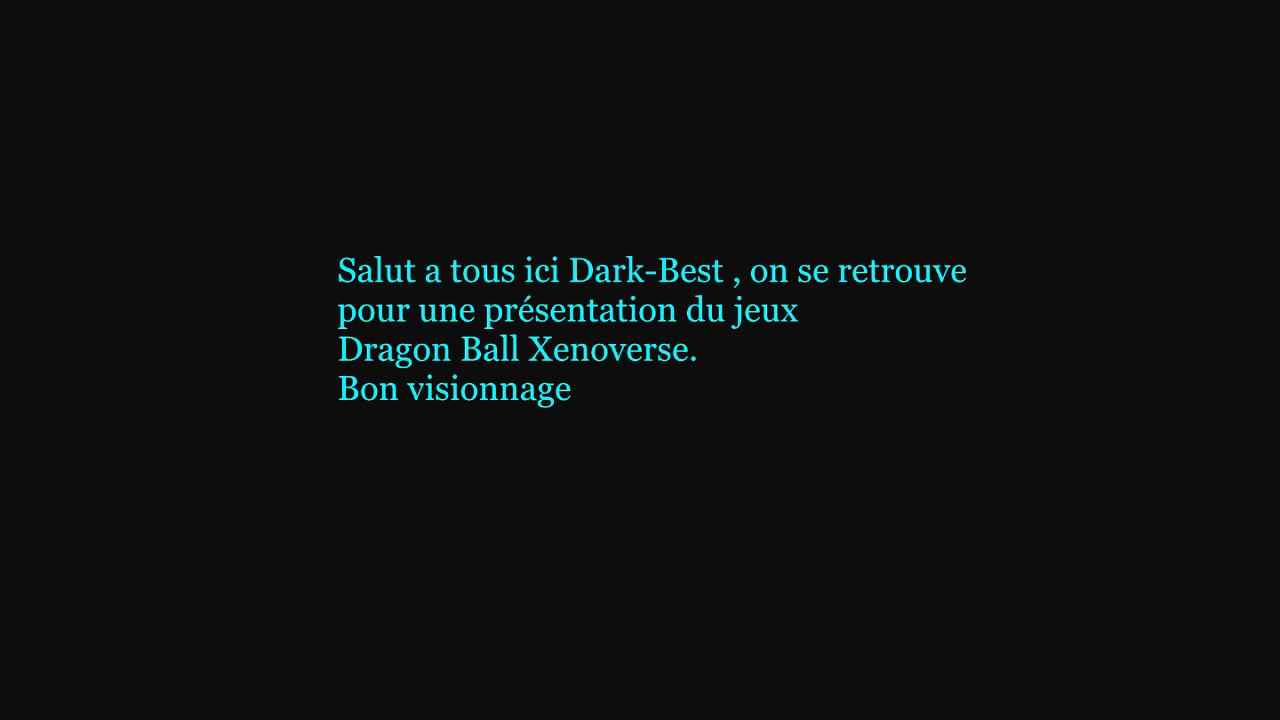 Salut a tous ici Dark-Best , on se retrouve
pour une présentation du jeux
Dragon Ball Xenoverse.
Bon visionnage